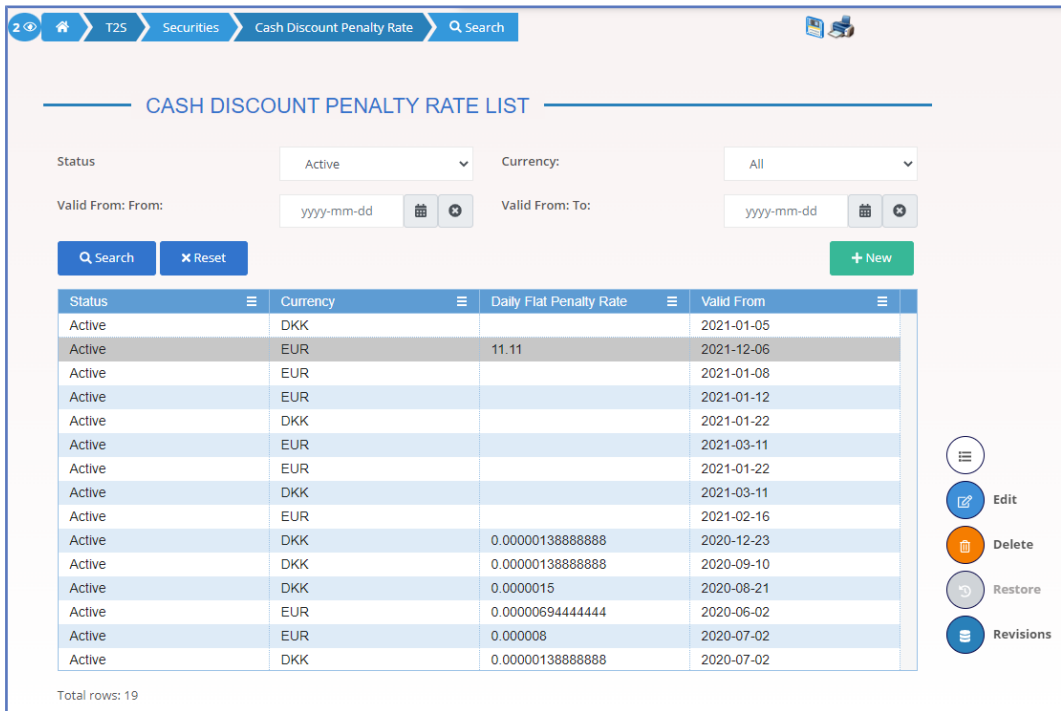 2 T2S Securities Cash Discount Penalty Rate Search
CASH DISCOUNT PENALTY RATE LIST
Status Active Currency: All
Valid From: From: yyyy-mm-dd Valid From: To: yyyy-mm-dd
Search Reset New
Status Currency Daily Flat Penalty Rate Valid From
Active DKK 2021-01-05
Active EUR 11.11 2021-12-06
Active EUR 2021-01-08
Active EUR 2021-01-12
Active DKK 2021-01-22
Active EUR 2021-03-11
Active EUR 2021-01-22
Active DKK 2021-03-11
Active EUR 2021-02-16
Active DKK 0.00000138888888 2020-12-23
Active DKK 0.00000138888888 2020-09-10
Active DKK 0.0000015 2020-08-21
Active EUR 0.00000694444444 2020-06-02
Active EUR 0.000008 2020-07-02
Active DKK 0.00000138888888 2020-07-02
Edit
Delete
Restore
Revisions
Total rows: 19